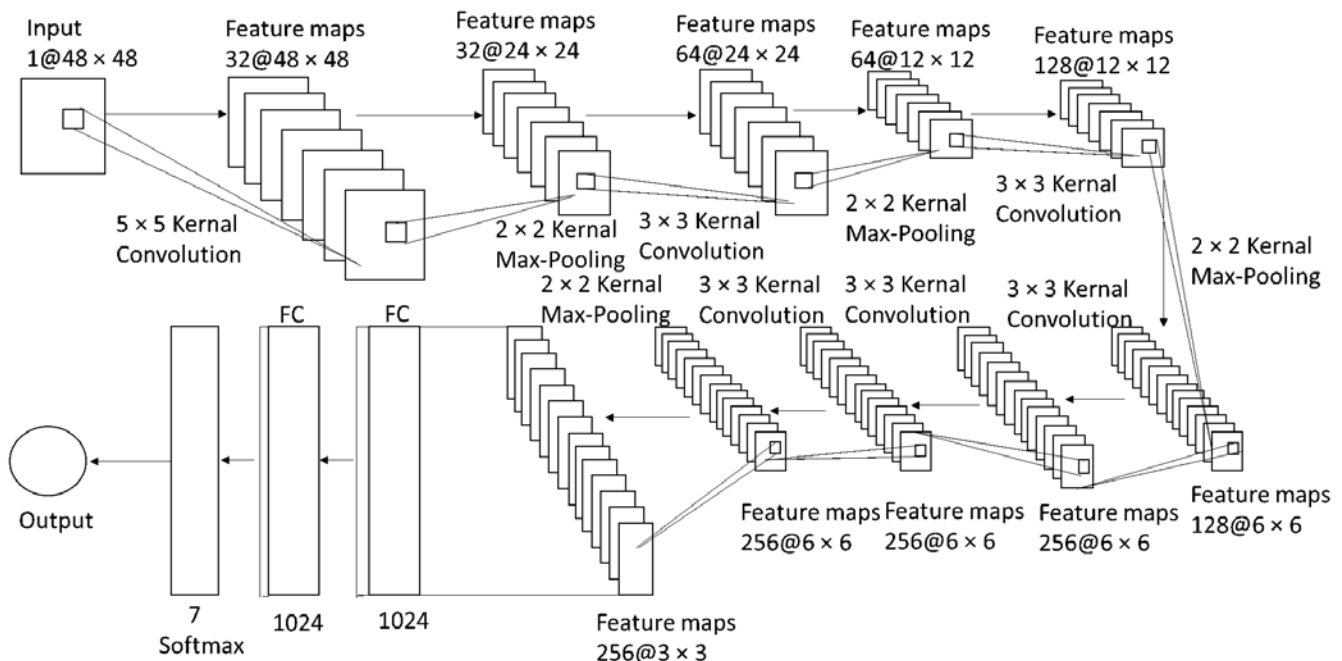 Input
1@48 × 48
Feature maps
32@48 × 48
Feature maps
32@24 × 24
Feature maps
64@24 × 24
Feature maps
64@12 × 12
Feature maps
128@12 × 12
5 × 5 Kernal
Convolution
2 × 2 Kernal
Max-Pooling
3 × 3 Kernal
Convolution
2 × 2 Kernal
Max-Pooling
3 × 3 Kernal
Convolution
2 × 2 Kernal
Max-Pooling
2 × 2 Kernal
Max-Pooling
3 × 3 Kernal
Convolution
3 × 3 Kernal
Convolution
3 × 3 Kernal
Convolution
FC
FC
Output
7
Softmax
1024
1024
Feature maps
256@3 × 3
Feature maps
256@6 × 6
Feature maps
256@6 × 6
Feature maps
256@6 × 6
Feature maps
128@6 × 6